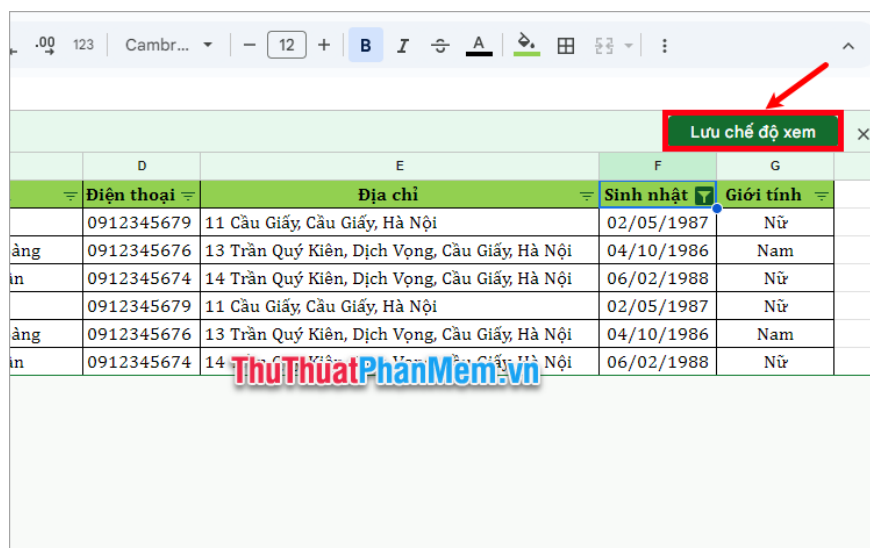 .00 123 Cambr... 12 B I A
Lưu chế độ xem
D E F G
Điện thoại Địa chỉ Sinh nhật Giới tính
0912345679 11 Cầu Giấy, Cầu Giấy, Hà Nội 02/05/1987 Nữ
àng 0912345676 13 Trần Quý Kiên, Dịch Vọng, Cầu Giấy, Hà Nội 04/10/1986 Nam
ân 0912345674 14 Trần Quý Kiên, Dịch Vọng, Cầu Giấy, Hà Nội 06/02/1988 Nữ
0912345679 11 Cầu Giấy, Cầu Giấy, Hà Nội 02/05/1987 Nữ
àng 0912345676 13 Trần Quý Kiên, Dịch Vọng, Cầu Giấy, Hà Nội 04/10/1986 Nam
ân 0912345674 14 Nội 06/02/1988 Nữ
ThuThuatPhanMem.vn